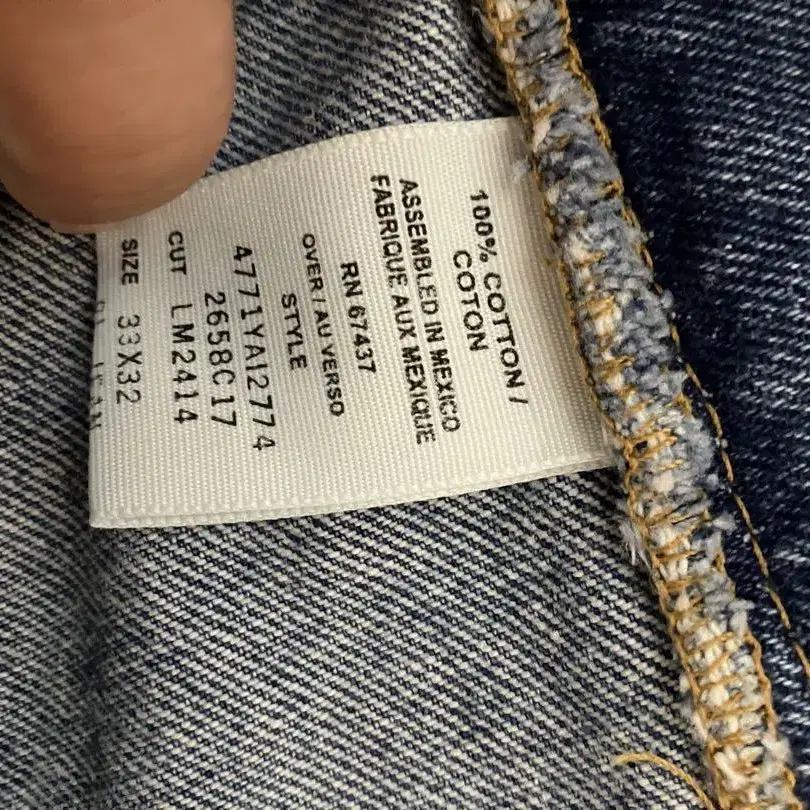 100% COTTON /
COTON
ASSEMBLED IN MEXICO
FABRIQUE AUX MEXIQUE
RN 67437
OVER / AU VERSO
STYLE
4771YAI2774
2658C17
CUT LM2414
SIZE 33X32